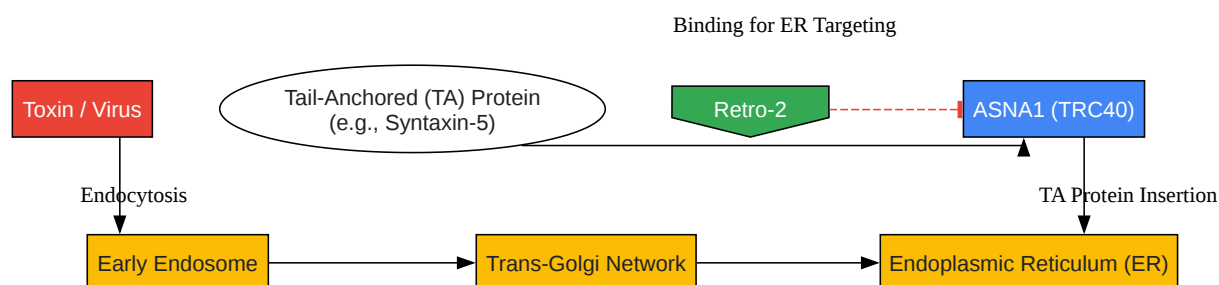 Binding for ER Targeting
Toxin / Virus
Tail-Anchored (TA) Protein
(e.g., Syntaxin-5)
Retro-2
ASNA1 (TRC40)
Endocytosis
TA Protein Insertion
Early Endosome
Trans-Golgi Network
Endoplasmic Reticulum (ER)